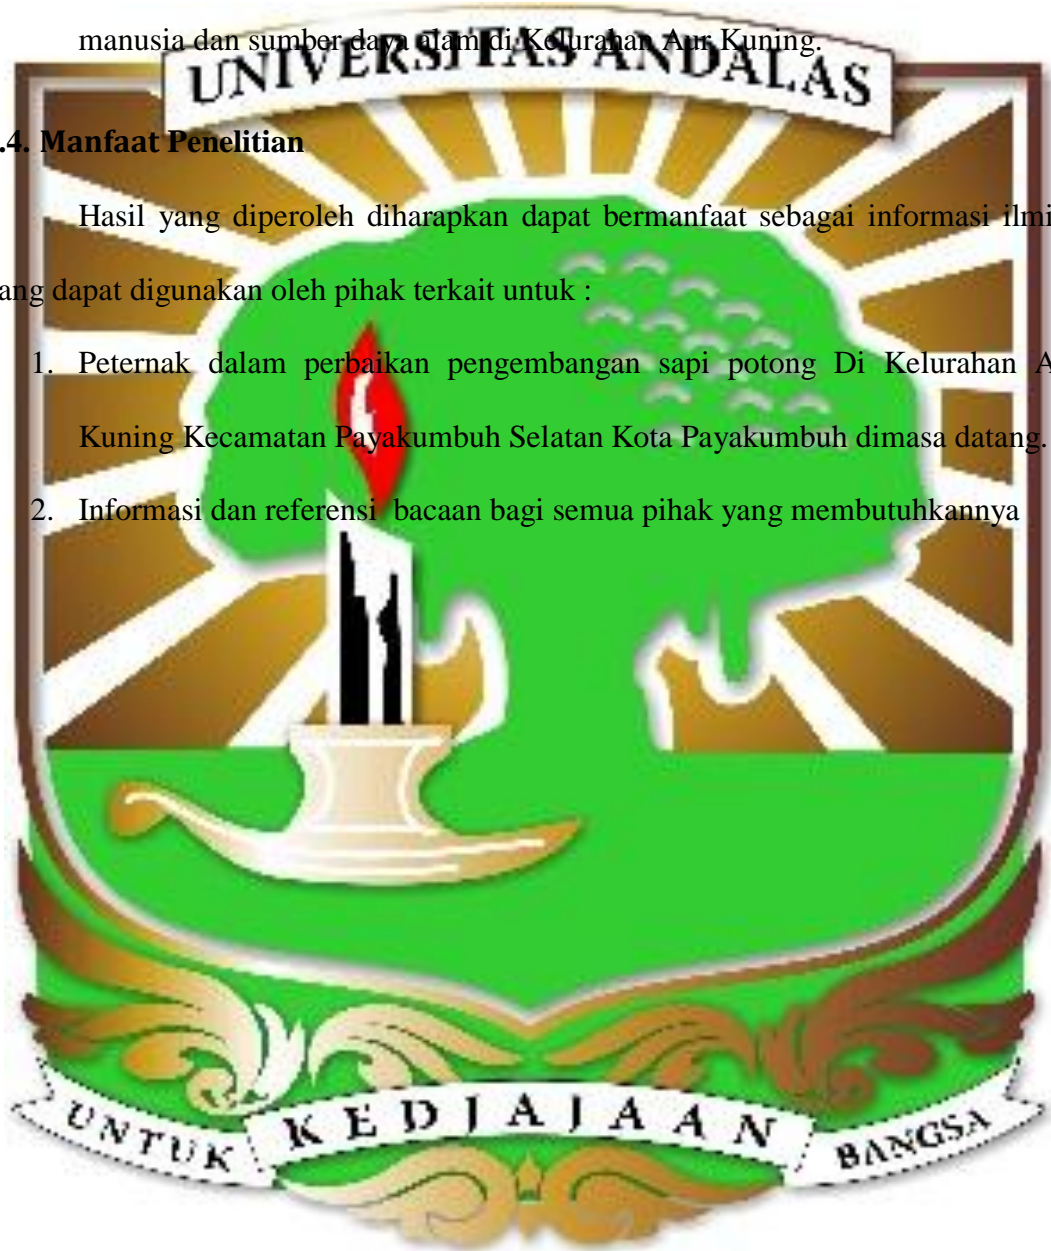 manusia dan sumber daya alam di Kelurahan Aur Kuning.
UNIVERSITAS ANDALAS
.4. Manfaat Penelitian
Hasil yang diperoleh diharapkan dapat bermanfaat sebagai informasi ilmi
ang dapat digunakan oleh pihak terkait untuk :
1. Peternak dalam perbaikan pengembangan sapi potong Di Kelurahan A
Kuning Kecamatan Payakumbuh Selatan Kota Payakumbuh dimasa datang.
2. Informasi dan referensi bacaan bagi semua pihak yang membutuhkannya
UNTUK KEDJAJAAN BANGSA